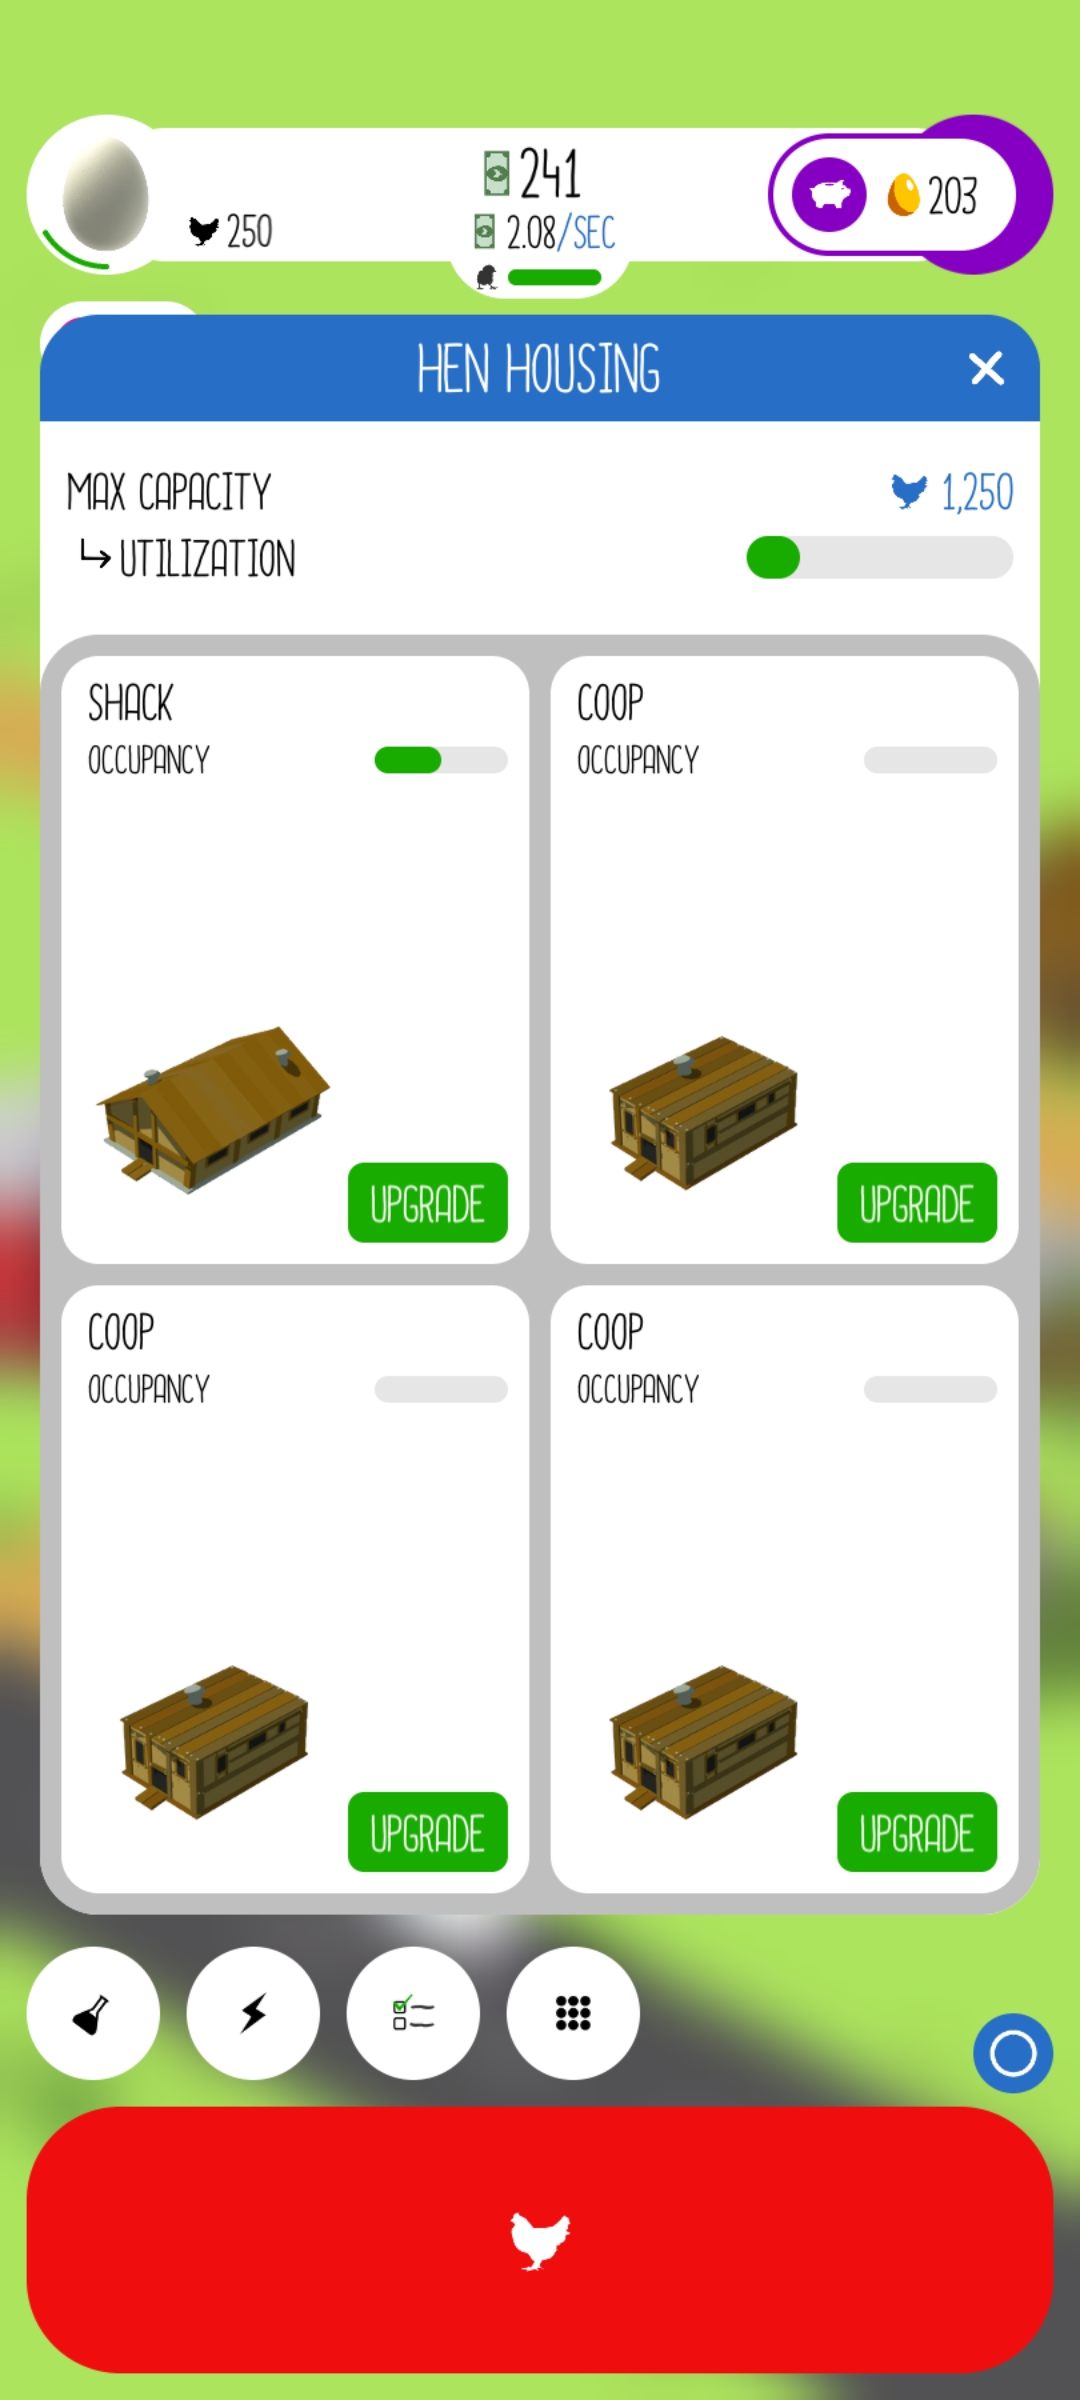 241
250
2.08/SEC
203
HEN HOUSING
MAX CAPACITY
1,250
UTILIZATION
SHACK
OCCUPANCY
UPGRADE
COOP
OCCUPANCY
UPGRADE
COOP
OCCUPANCY
UPGRADE
COOP
OCCUPANCY
UPGRADE